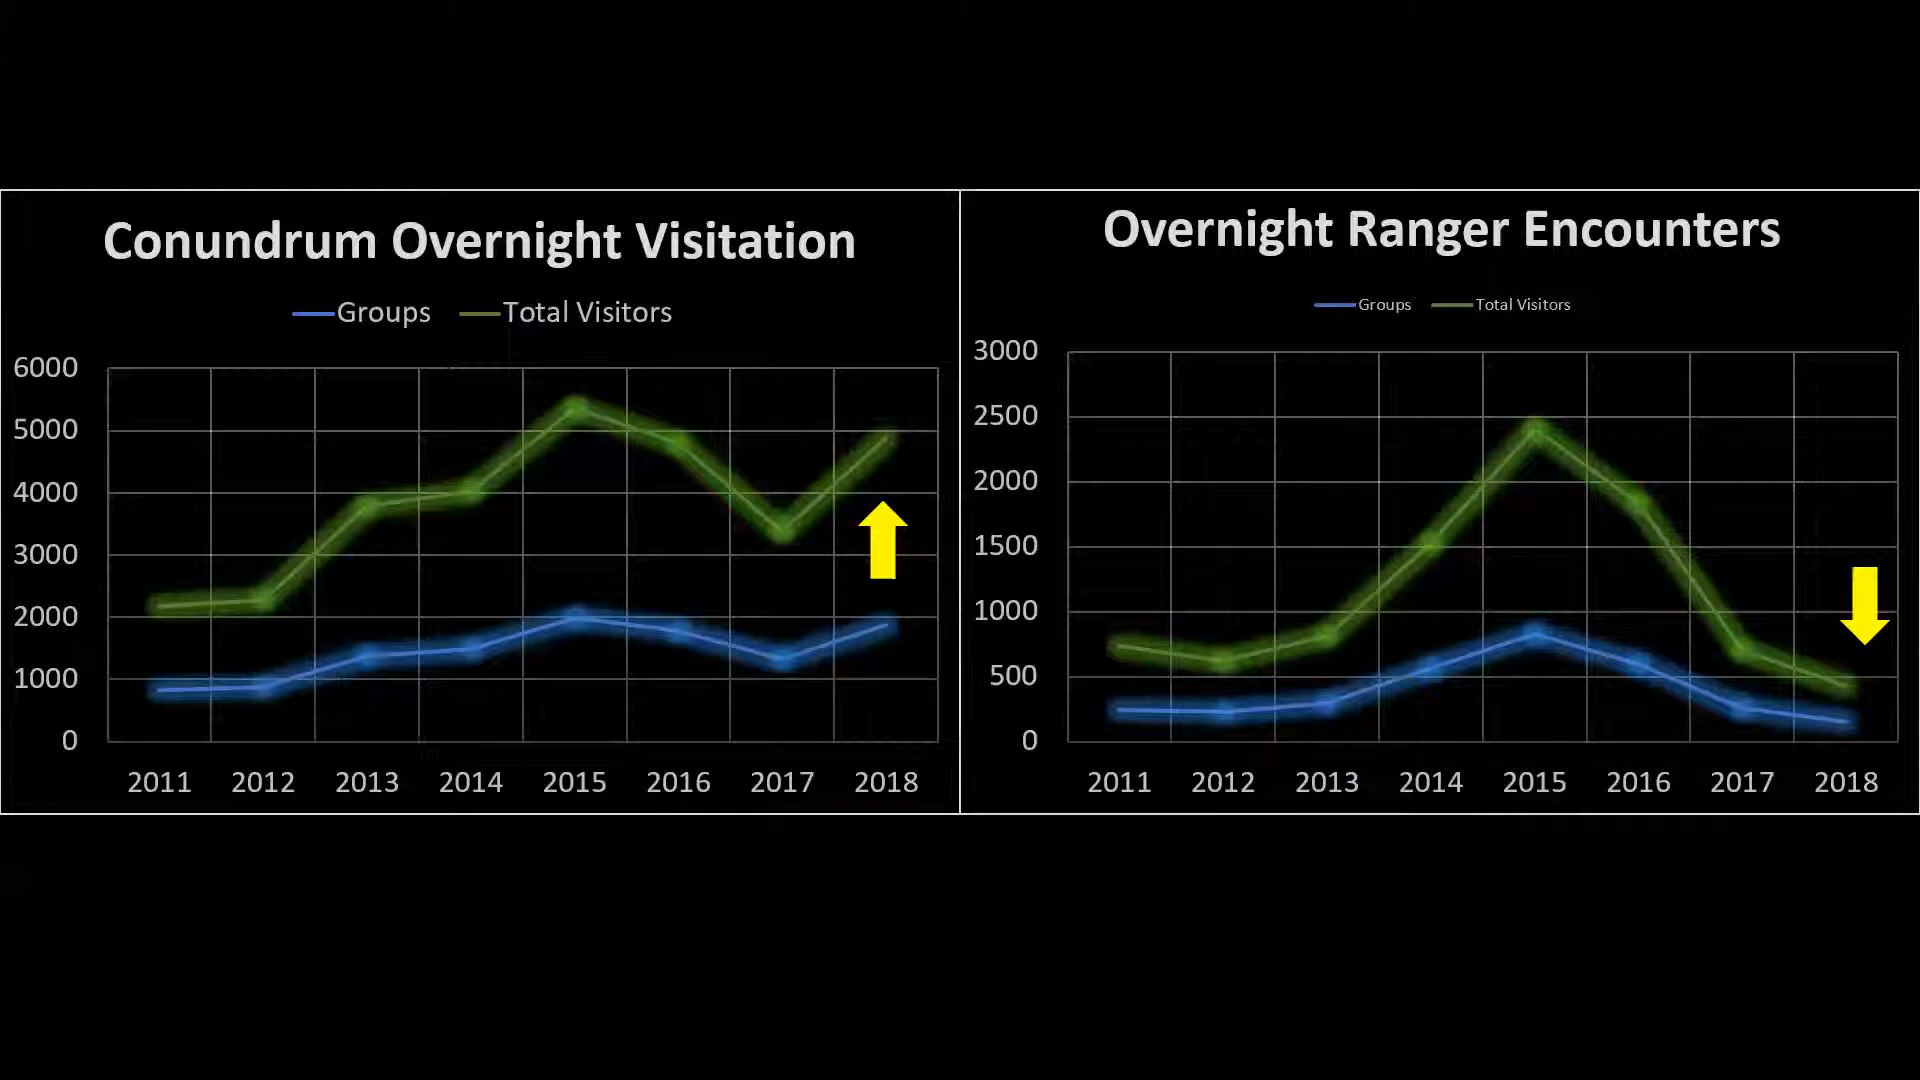 Conundrum Overnight Visitation
Groups Total Visitors
6000
5000
4000
3000
2000
1000
0
2011 2012 2013 2014 2015 2016 2017 2018
Overnight Ranger Encounters
Groups Total Visitors
3000
2500
2000
1500
1000
500
0
2011 2012 2013 2014 2015 2016 2017 2018